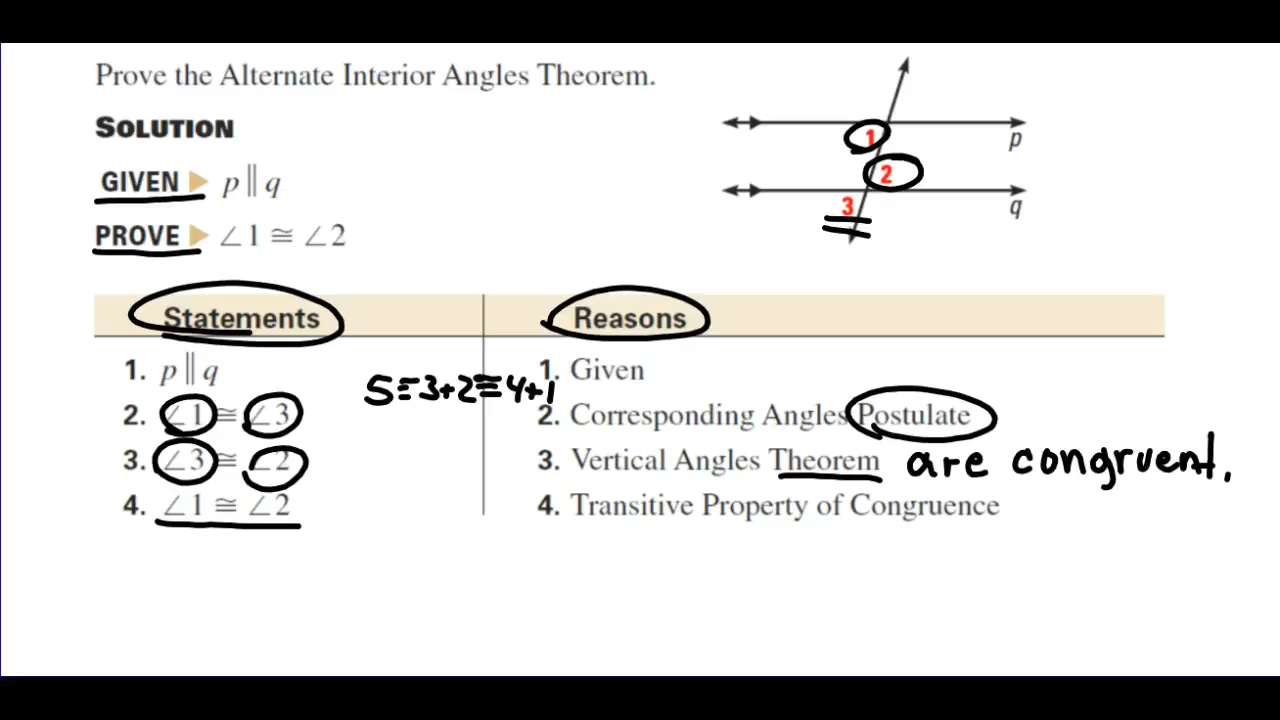 Prove the Alternate Interior Angles Theorem.
SOLUTION
GIVEN ▶ p ∥ q
PROVE ▶ ∠1 ≅ ∠2
1
2
3
p
q
Statements Reasons
1. p ∥ q 1. Given
5≡3+2≅4+1
2. ∠1 ≅ ∠3 2. Corresponding Angles Postulate
3. ∠3 ≅ ∠2 3. Vertical Angles Theorem are congruent.
4. ∠1 ≅ ∠2 4. Transitive Property of Congruence